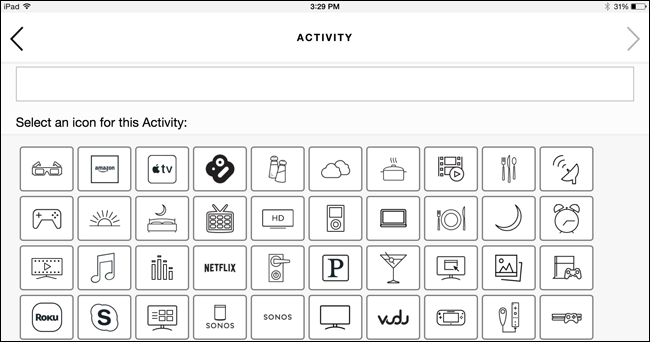 iPad 3:29 PM 31%
ACTIVITY
Select an icon for this Activity:
amazon tv
HD
NETFLIX P
Roku S SONOS SONOS vudu